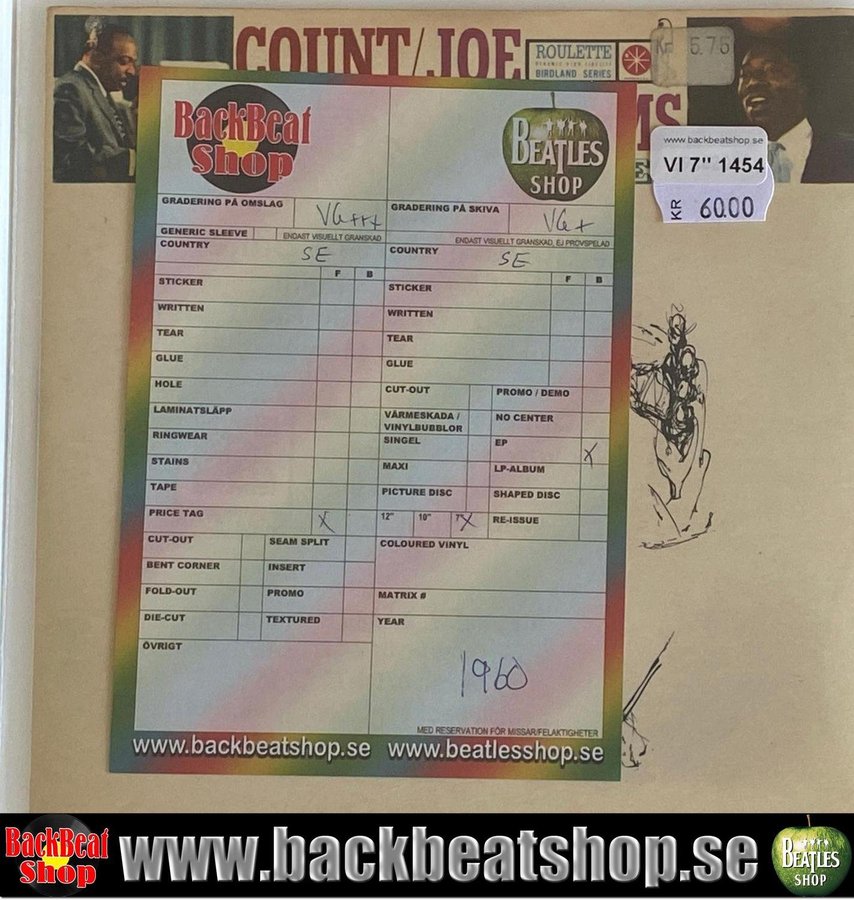 COUNT/JOE
ROULETTE
BIRDLAND SERIES
Kr 5.75
BackBeat
Shop
BEATLES
SHOP
www.backbeatshop.se
VI 7" 1454
KR 60.00
GRADERING PÅ OMSLAG VG+++
GRADERING PÅ SKIVA VG+
GENERIC SLEEVE ENDAST VISUELLT GRANSKAD
ENDAST VISUELLT GRANSKAD, EJ PROVSPELAD
COUNTRY SE
COUNTRY SE
F B
F B
STICKER
STICKER
WRITTEN
WRITTEN
TEAR
TEAR
GLUE
GLUE
HOLE
CUT-OUT PROMO / DEMO
LAMINATSLÄPP
VÄRMESKADA /
VINYLBUBBLOR NO CENTER
RINGWEAR
SINGEL EP X
STAINS
MAXI LP-ALBUM
TAPE
PICTURE DISC SHAPED DISC
PRICE TAG X
12" 10" 7" X RE-ISSUE
CUT-OUT SEAM SPLIT
COLOURED VINYL
BENT CORNER INSERT
FOLD-OUT PROMO
MATRIX #
DIE-CUT TEXTURED
YEAR
ÖVRIGT
1960
MED RESERVATION FÖR MISSAR/FELAKTIGHETER
www.backbeatshop.se www.beatlesshop.se
BackBeat
Shop
www.backbeatshop.se
BEATLES
SHOP